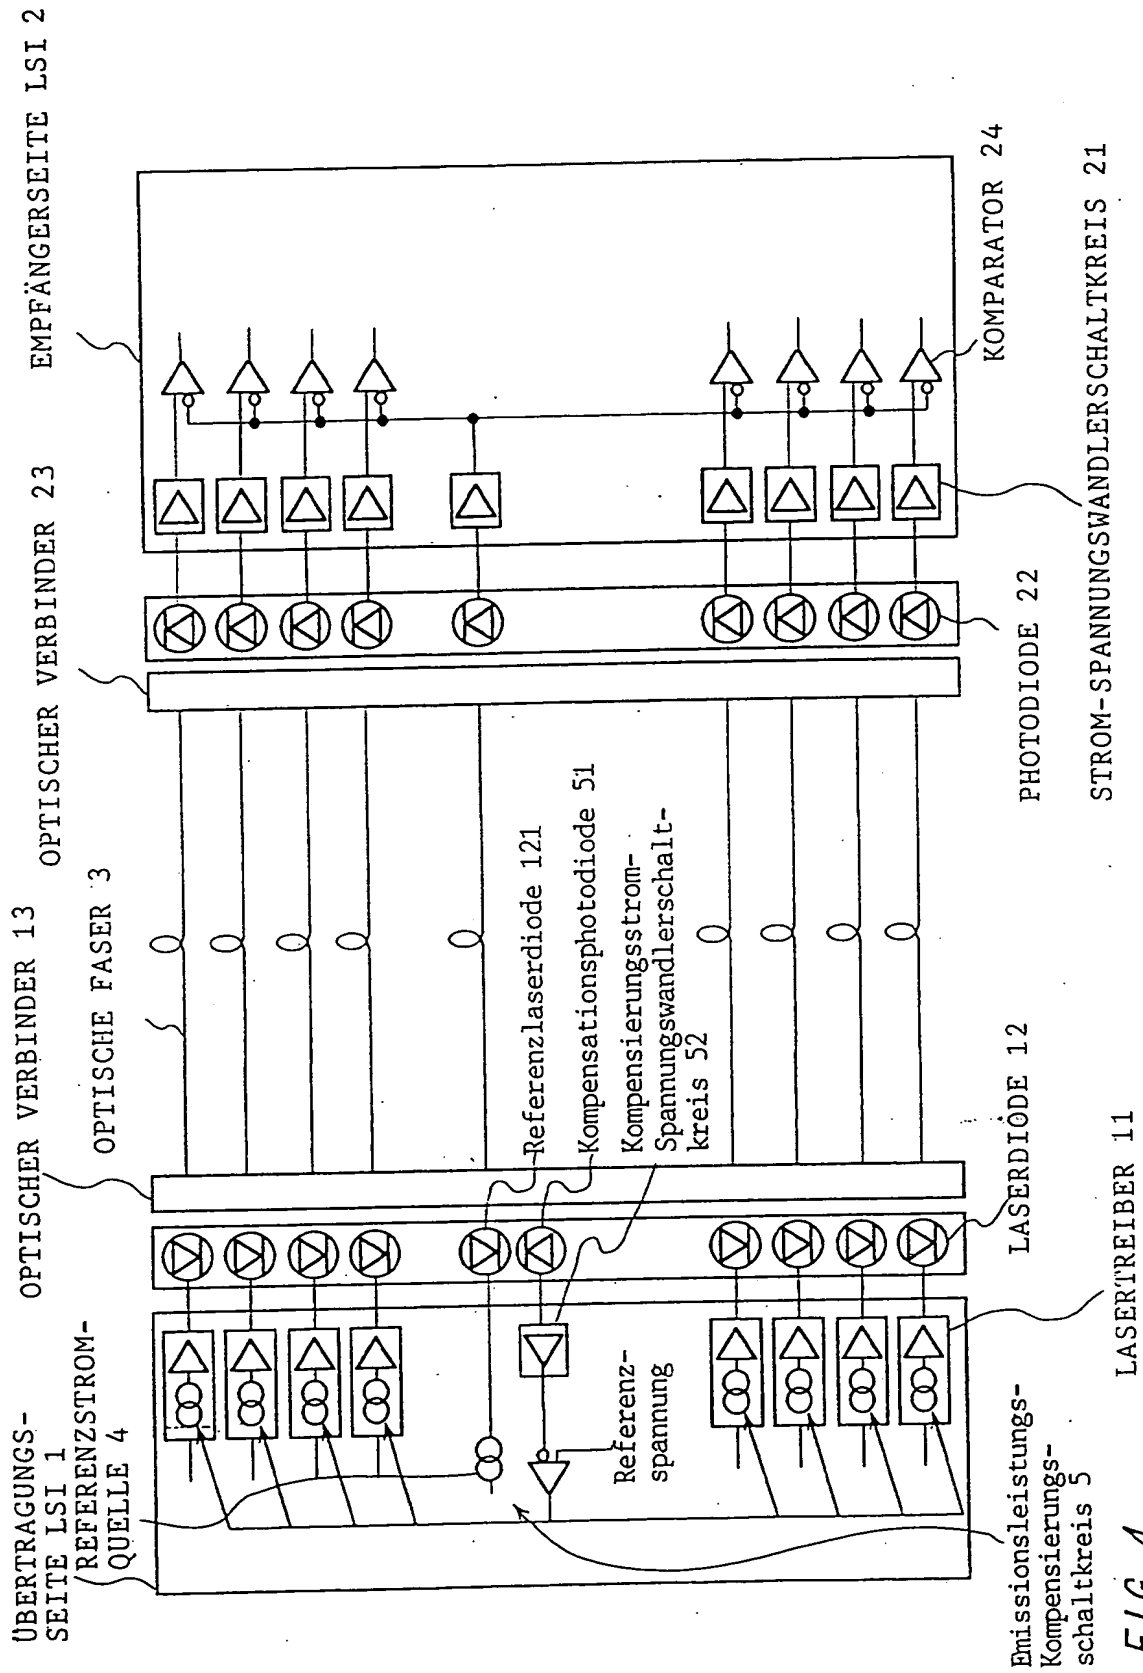 ÜBERTRAGUNGS-
SEITE LSI 1
REFERENZSTROM-
QUELLE 4
OPTISCHER VERBINDER 13
OPTISCHE FASER 3
OPTISCHER VERBINDER 23
EMPFÄNGERSEITE LSI 2
Referenzlaserdiode 121
Kompensationsphotodiode 51
Kompensierungsstrom-
Spannungswandlerschalt-
kreis 52
Referenz-
spannung
Emissionsleistungs-
Kompensierungs-
schaltkreis 5
LASERTREIBER 11
LASERDIODE 12
PHOTODIODE 22
STROM-SPANNUNGSWANDLERSCHALTKREIS 21
KOMPARATOR 24